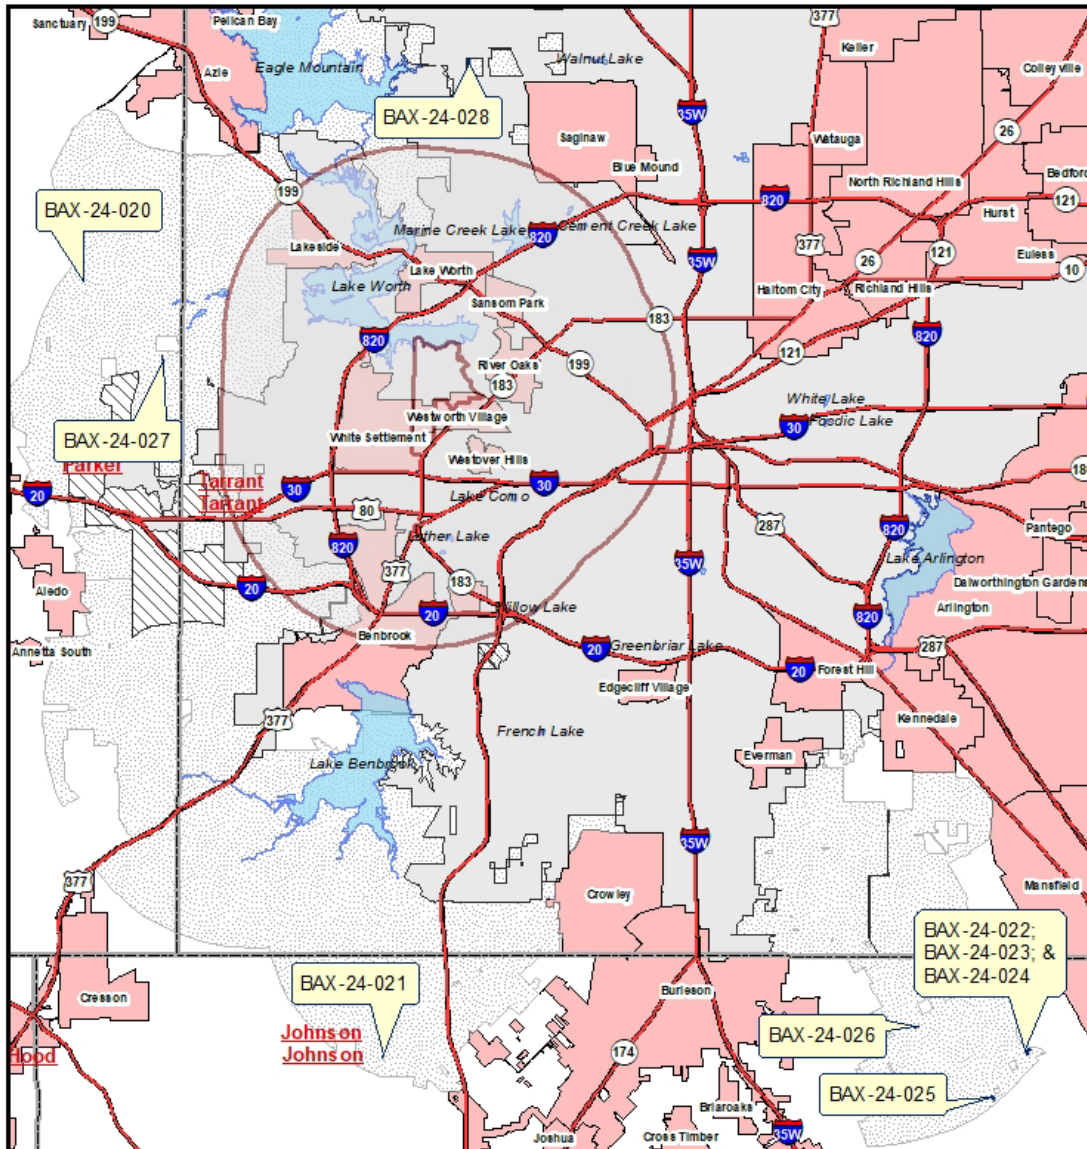 Sanctuary
199
Pelican Bay
377
Keller
Azle
Eagle Mountain
Walnut Lake
Colleyville
BAX-24-028
35W
Saginaw
26
Watauga
Blue Mound
Bedford
North Richland Hills
199
820
121
BAX-24-020
Hurst
Marine Creek Lake
820
Cement Creek Lake
377
121
Lakeside
35W
Euless
26
10
Lake Worth
Lake Worth
Haltom City
Richland Hills
Sansom Park
183
820
820
121
River Oaks
199
183
White Lake
Westworth Village
30
Fosdic Lake
BAX-24-027
White Settlement
Westover Hills
Parker
Tarrant
Tarrant
20
30
30
Lake Como
80
287
820
Pantego
Luther Lake
820
Lake Arlington
35W
377
183
Aledo
20
Dalworthington Gardens
Willow Lake
Arlington
20
820
Benbrook
Annetta South
20
Greenbriar Lake
287
20
Forest Hill
Edgecliff Village
377
Kennedale
French Lake
Everman
Lake Benbrook
35W
377
Crowley
Mansfield
BAX-24-022;
BAX-24-023; &
BAX-24-024
BAX-24-021
Burleson
Cresson
Johnson
Johnson
BAX-24-026
Hood
174
BAX-24-025
Briaroaks
Joshua
Cross Timber
35W